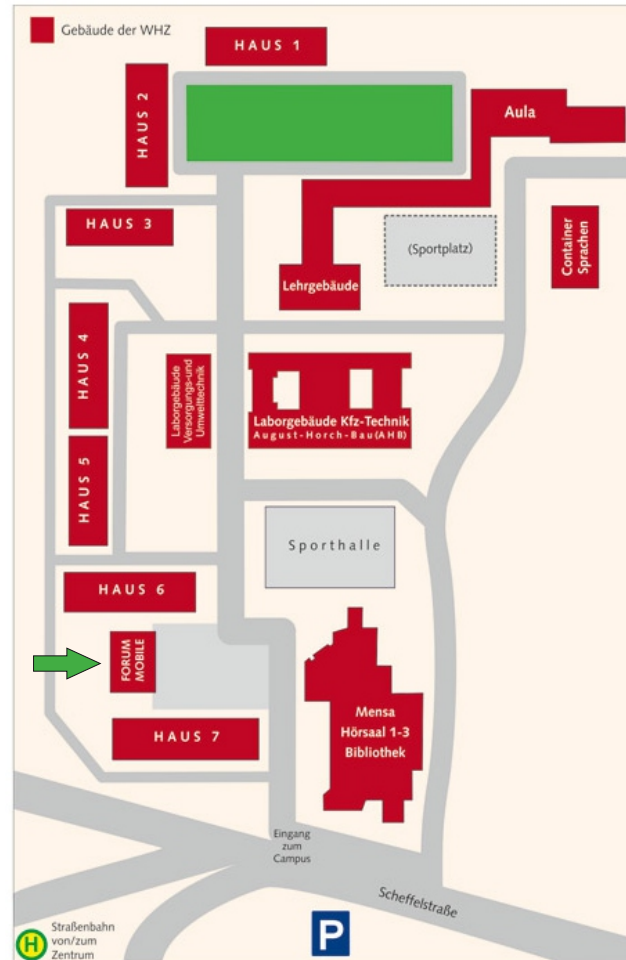 Gebäude der WHZ
HAUS 1
HAUS 2
Aula
HAUS 3
(Sportplatz)
Container
Sprachen
Lehrgebäude
HAUS 4
Laborgebäude
Versorgungs-und
Umwelttechnik
Laborgebäude Kfz-Technik
August-Horch-Bau(AHB)
HAUS 5
Sporthalle
HAUS 6
FORUM
MOBILE
Mensa
Hörsaal 1-3
Bibliothek
HAUS 7
Eingang
zum
Campus
Scheffelstraße
H
Straßenbahn
von/zum
Zentrum
P